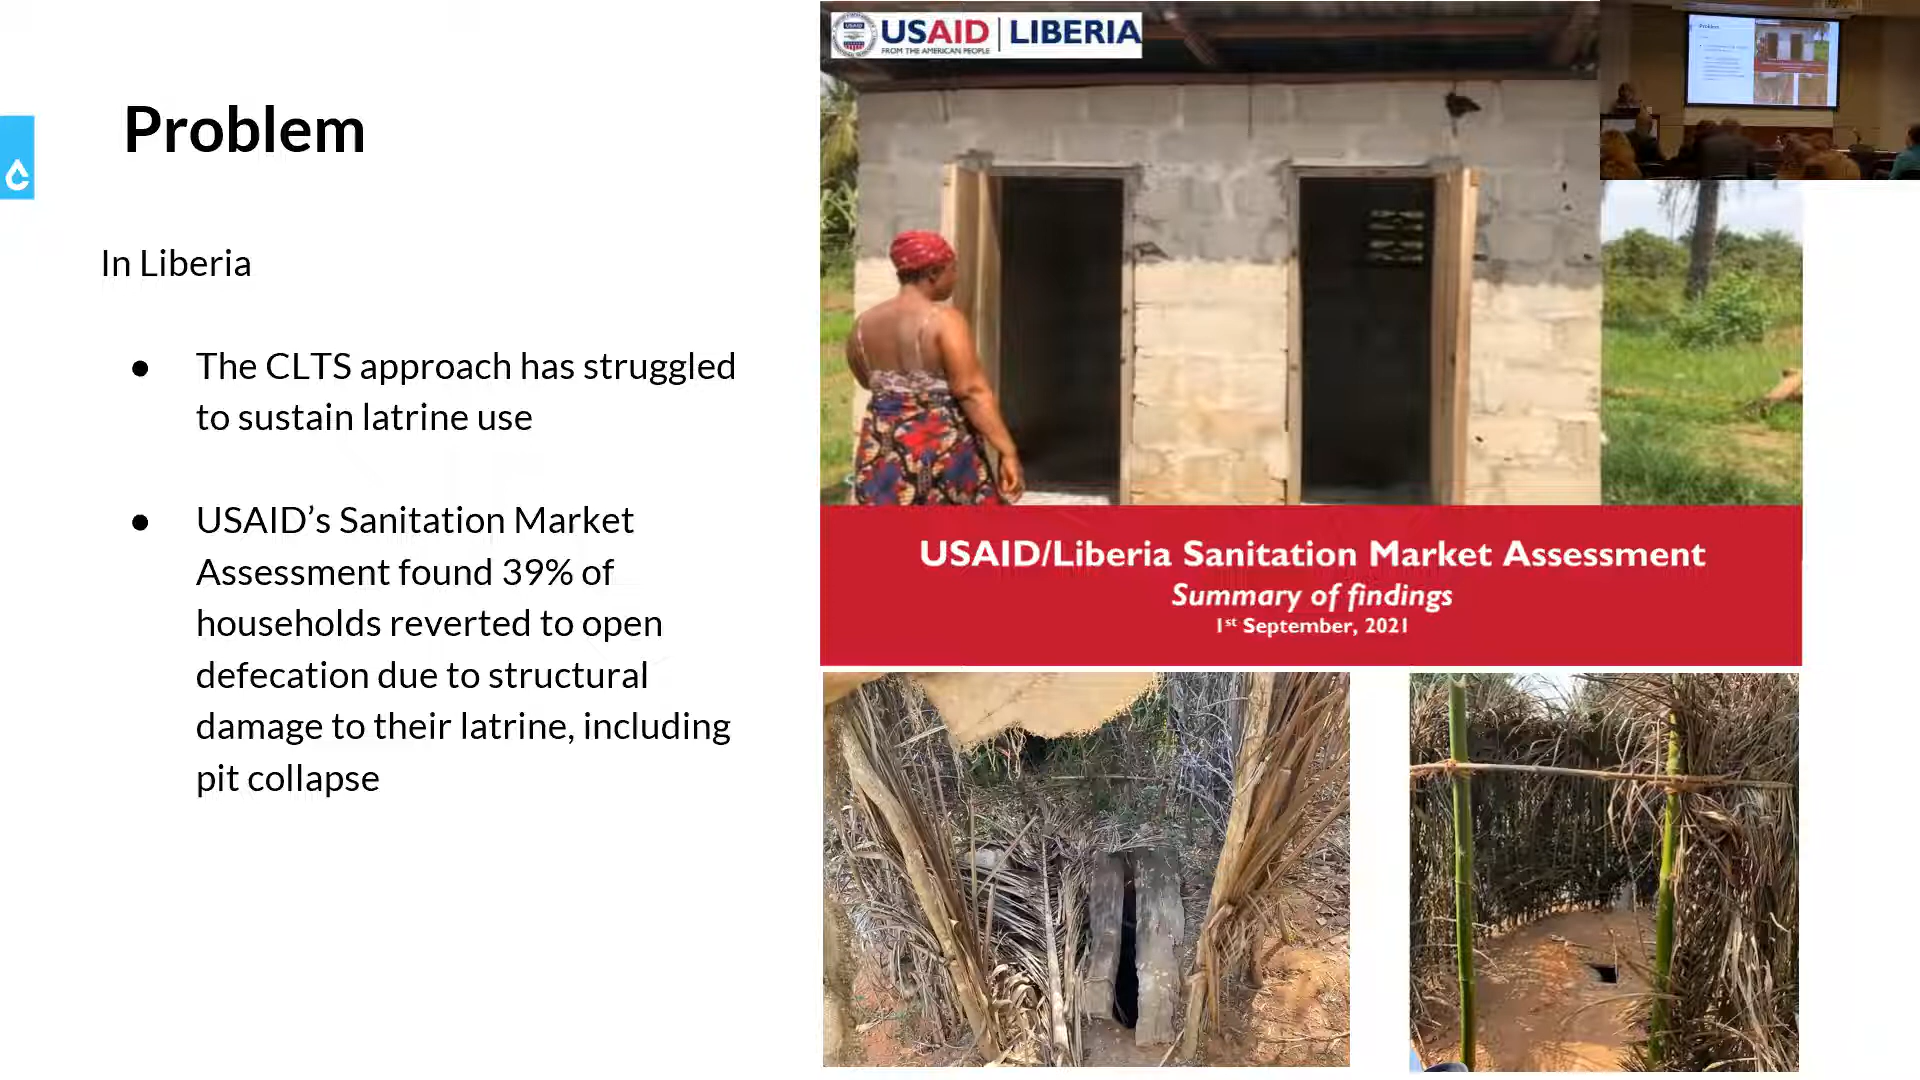 Problem
In Liberia
● The CLTS approach has struggled
to sustain latrine use
● USAID’s Sanitation Market
Assessment found 39% of
households reverted to open
defecation due to structural
damage to their latrine, including
pit collapse
USAID | LIBERIA
FROM THE AMERICAN PEOPLE
USAID/Liberia Sanitation Market Assessment
Summary of findings
1st September, 2021
Problem